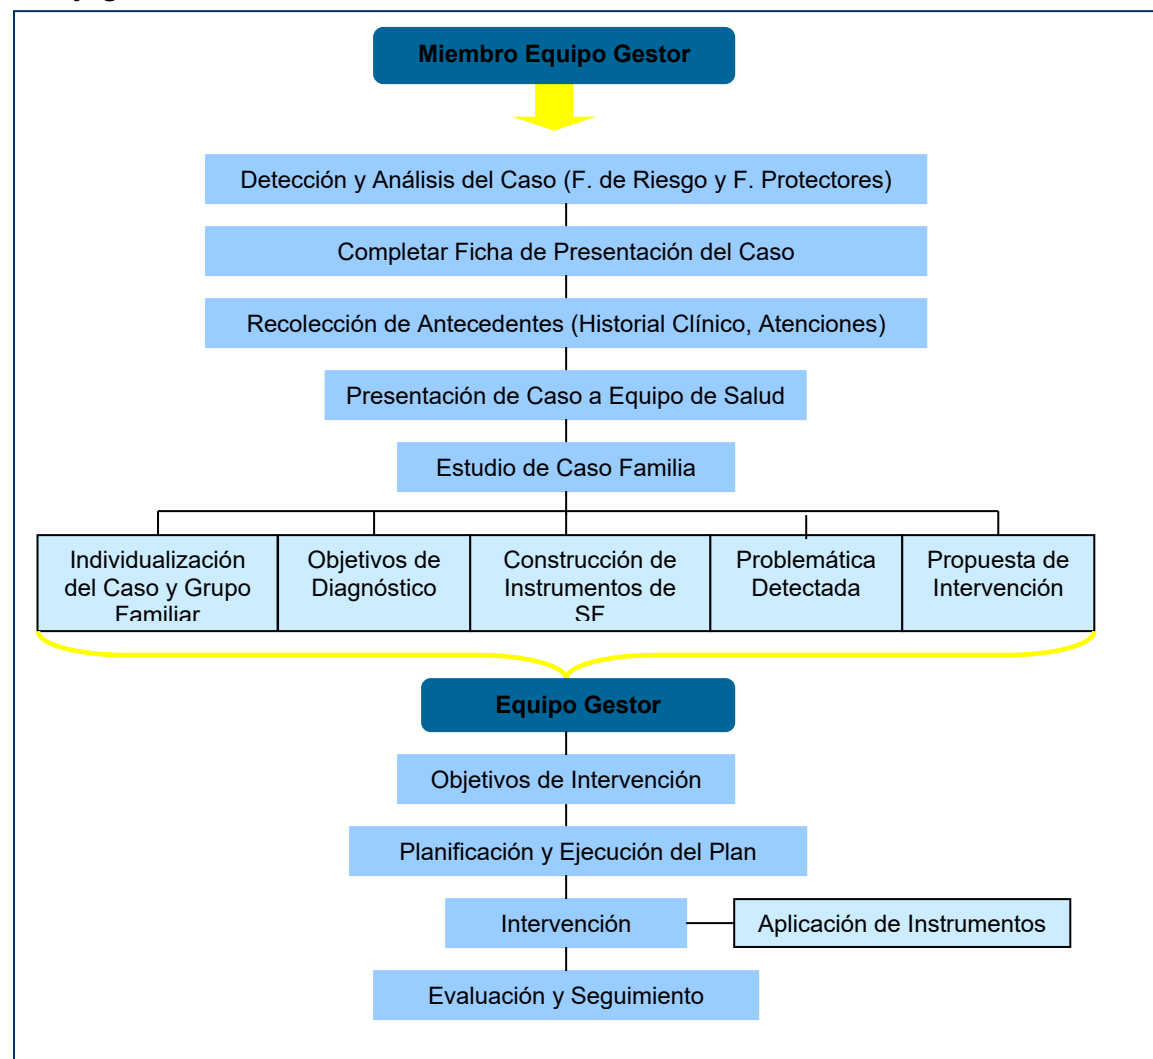 Miembro Equipo Gestor
Detección y Análisis del Caso (F. de Riesgo y F. Protectores)
Completar Ficha de Presentación del Caso
Recolección de Antecedentes (Historial Clínico, Atenciones)
Presentación de Caso a Equipo de Salud
Estudio de Caso Familia
Individualización
del Caso y Grupo
Familiar
Objetivos de
Diagnóstico
Construcción de
Instrumentos de
SF
Problemática
Detectada
Propuesta de
Intervención
Equipo Gestor
Objetivos de Intervención
Planificación y Ejecución del Plan
Intervención
Aplicación de Instrumentos
Evaluación y Seguimiento